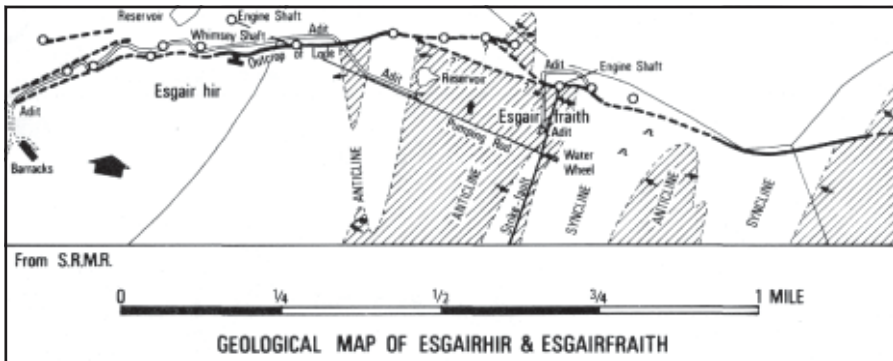 Reservoir
Engine Shaft
Adit
Whimsey Shaft
Outcrop of Lode
Adit
Engine Shaft
Adit
Reservoir
Esgair hir
Esgair fraith
Adit
Adit
Pumping Rod
Water
Wheel
Barracks
ANTICLINE
ANTICLINE
SYNCLINE
ANTICLINE
SYNCLINE
From S.R.M.R.
0 1/4 1/2 3/4 1 MILE
GEOLOGICAL MAP OF ESGAIRHIR & ESGAIRFRAITH